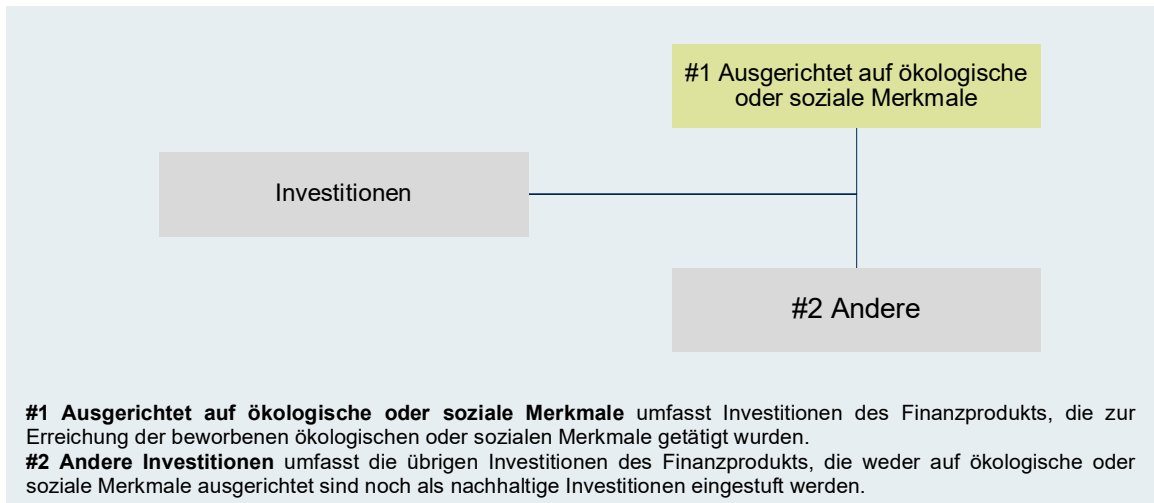 #1 Ausgerichtet auf ökologische
oder soziale Merkmale
Investitionen
#2 Andere
#1 Ausgerichtet auf ökologische oder soziale Merkmale umfasst Investitionen des Finanzprodukts, die zur
Erreichung der beworbenen ökologischen oder sozialen Merkmale getätigt wurden.
#2 Andere Investitionen umfasst die übrigen Investitionen des Finanzprodukts, die weder auf ökologische oder
soziale Merkmale ausgerichtet sind noch als nachhaltige Investitionen eingestuft werden.